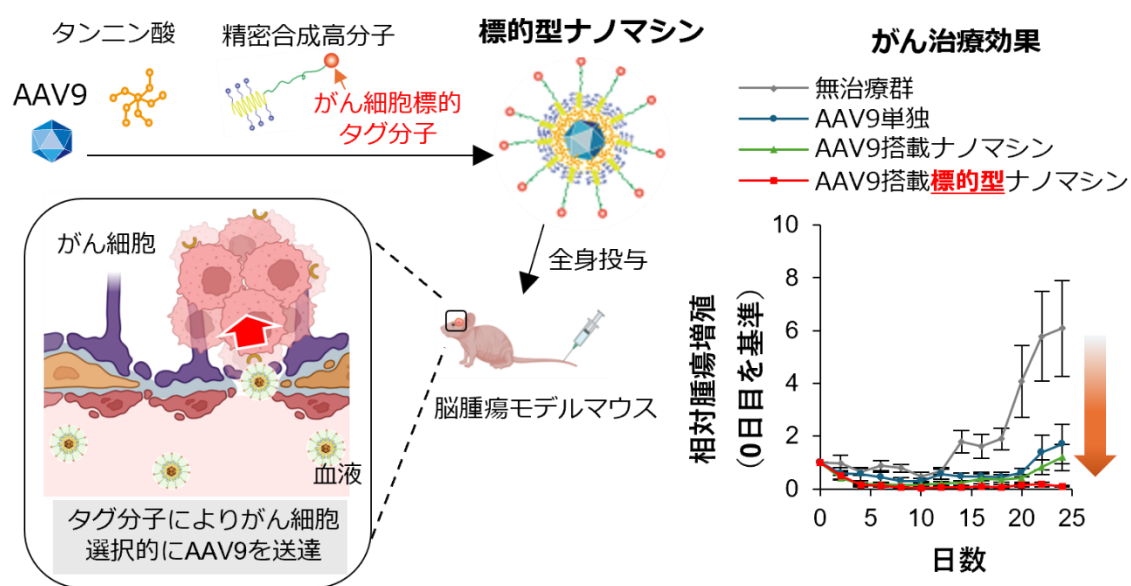 タンニン酸
精密合成高分子
AAV9
がん細胞標的
タグ分子
標的型ナノマシン
全身投与
がん細胞
血液
タグ分子によりがん細胞
選択的にAAV9を送達
脳腫瘍モデルマウス
がん治療効果
無治療群
AAV9単独
AAV9搭載ナノマシン
AAV9搭載標的型ナノマシン
相対腫瘍増殖
(0日目を基準)
10
8
6
4
2
0
0
5
10
15
20
25
日数